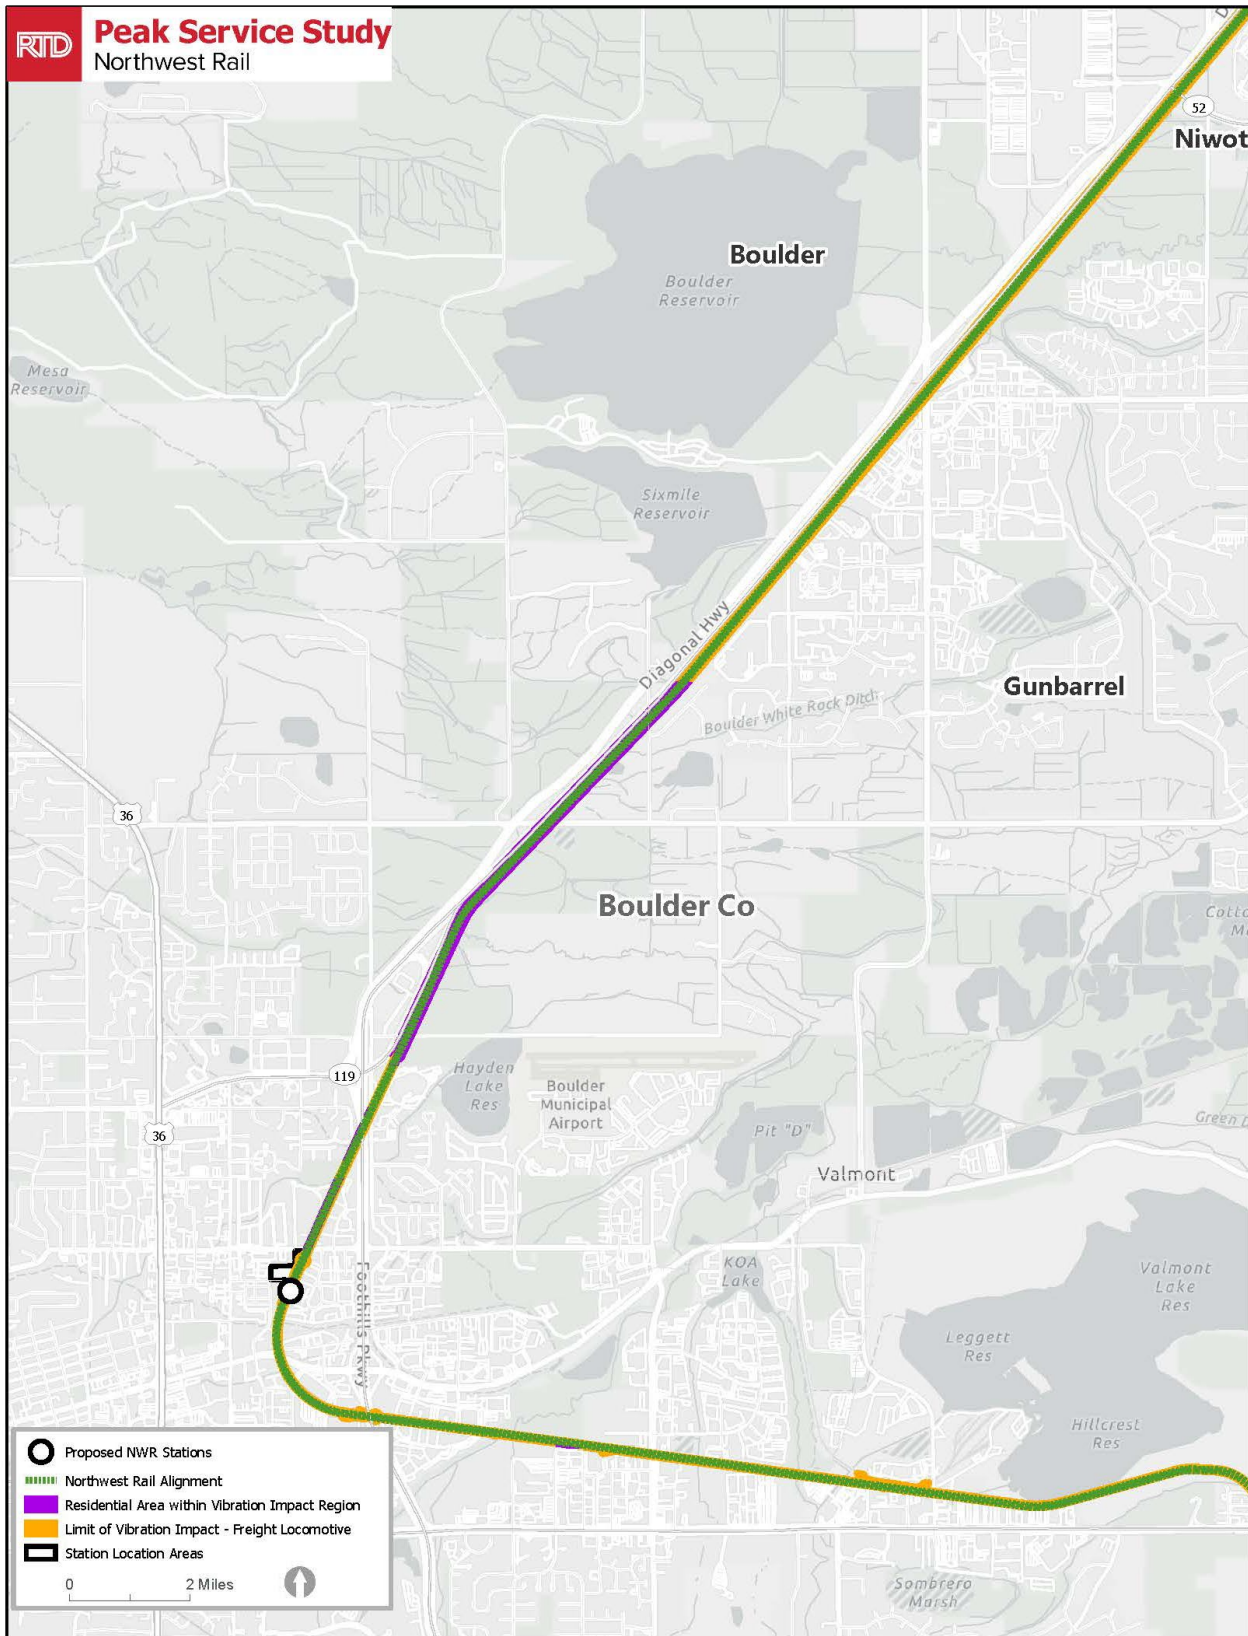 RTD
Peak Service Study
Northwest Rail
52
Niwot
Boulder
Boulder
Reservoir
Mesa
Reservoir
Sixmile
Reservoir
Diagonal Hwy
Gunbarrel
Boulder White Rock Ditch
36
Boulder Co
119
Hayden
Lake
Res
Boulder
Municipal
Airport
36
Pit "D"
Green
Valmont
KOA
Lake
Valmont
Lake
Res
Foothills Pkwy
Leggett
Res
Hillcrest
Res
Sombrero
Marsh
Proposed NWR Stations
Northwest Rail Alignment
Residential Area within Vibration Impact Region
Limit of Vibration Impact - Freight Locomotive
Station Location Areas
0 2 Miles